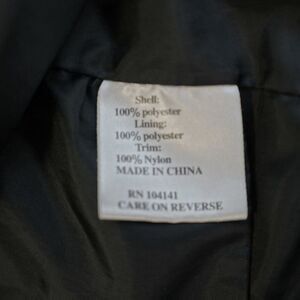 Shell:
100% polyester
Lining:
100% polyester
Trim:
100% Nylon
MADE IN CHINA
RN 104141
CARE ON REVERSE